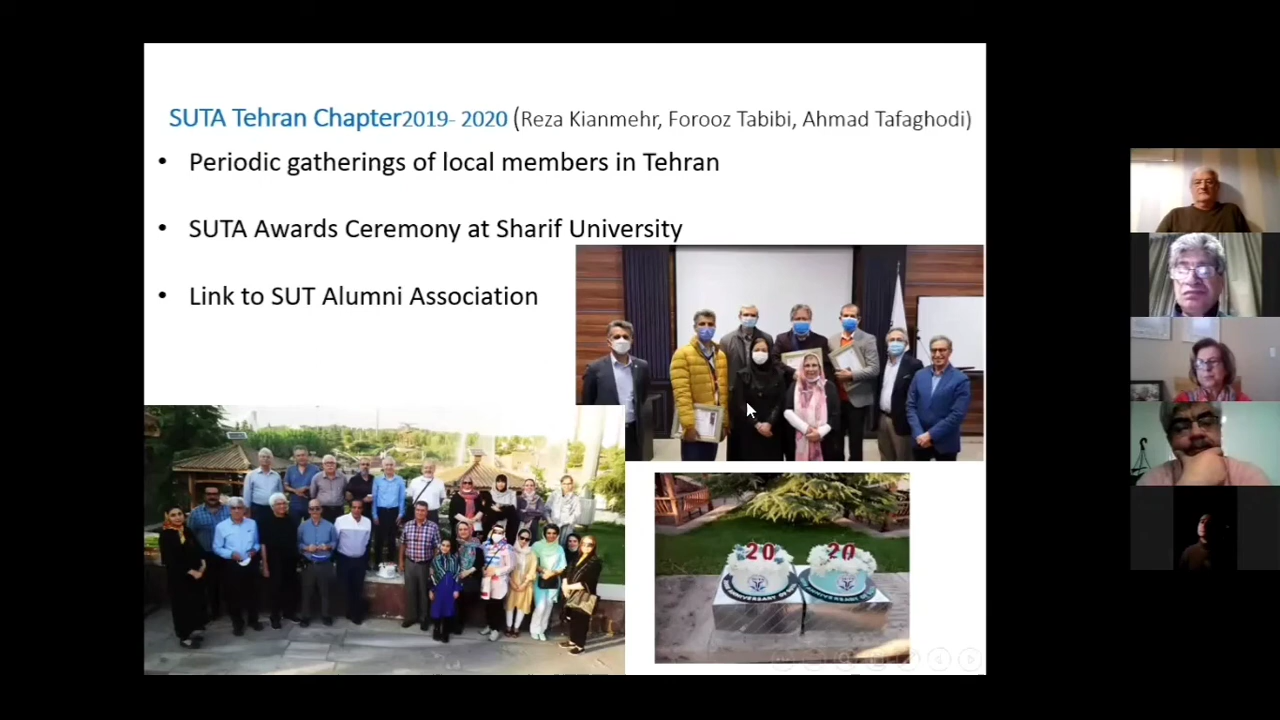 SUTA Tehran Chapter2019- 2020 (Reza Kianmehr, Forooz Tabibi, Ahmad Tafaghodi)
• Periodic gatherings of local members in Tehran
• SUTA Awards Ceremony at Sharif University
• Link to SUT Alumni Association
20 20